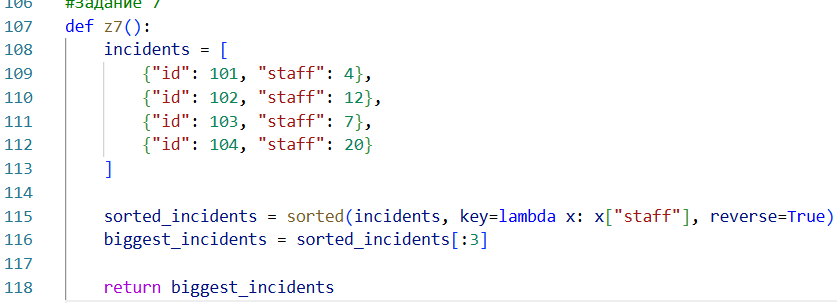 106 #Задание 7
107 def z7():
108     incidents = [
109         {"id": 101, "staff": 4},
110         {"id": 102, "staff": 12},
111         {"id": 103, "staff": 7},
112         {"id": 104, "staff": 20}
113     ]
114
115     sorted_incidents = sorted(incidents, key=lambda x: x["staff"], reverse=True)
116     biggest_incidents = sorted_incidents[:3]
117
118     return biggest_incidents